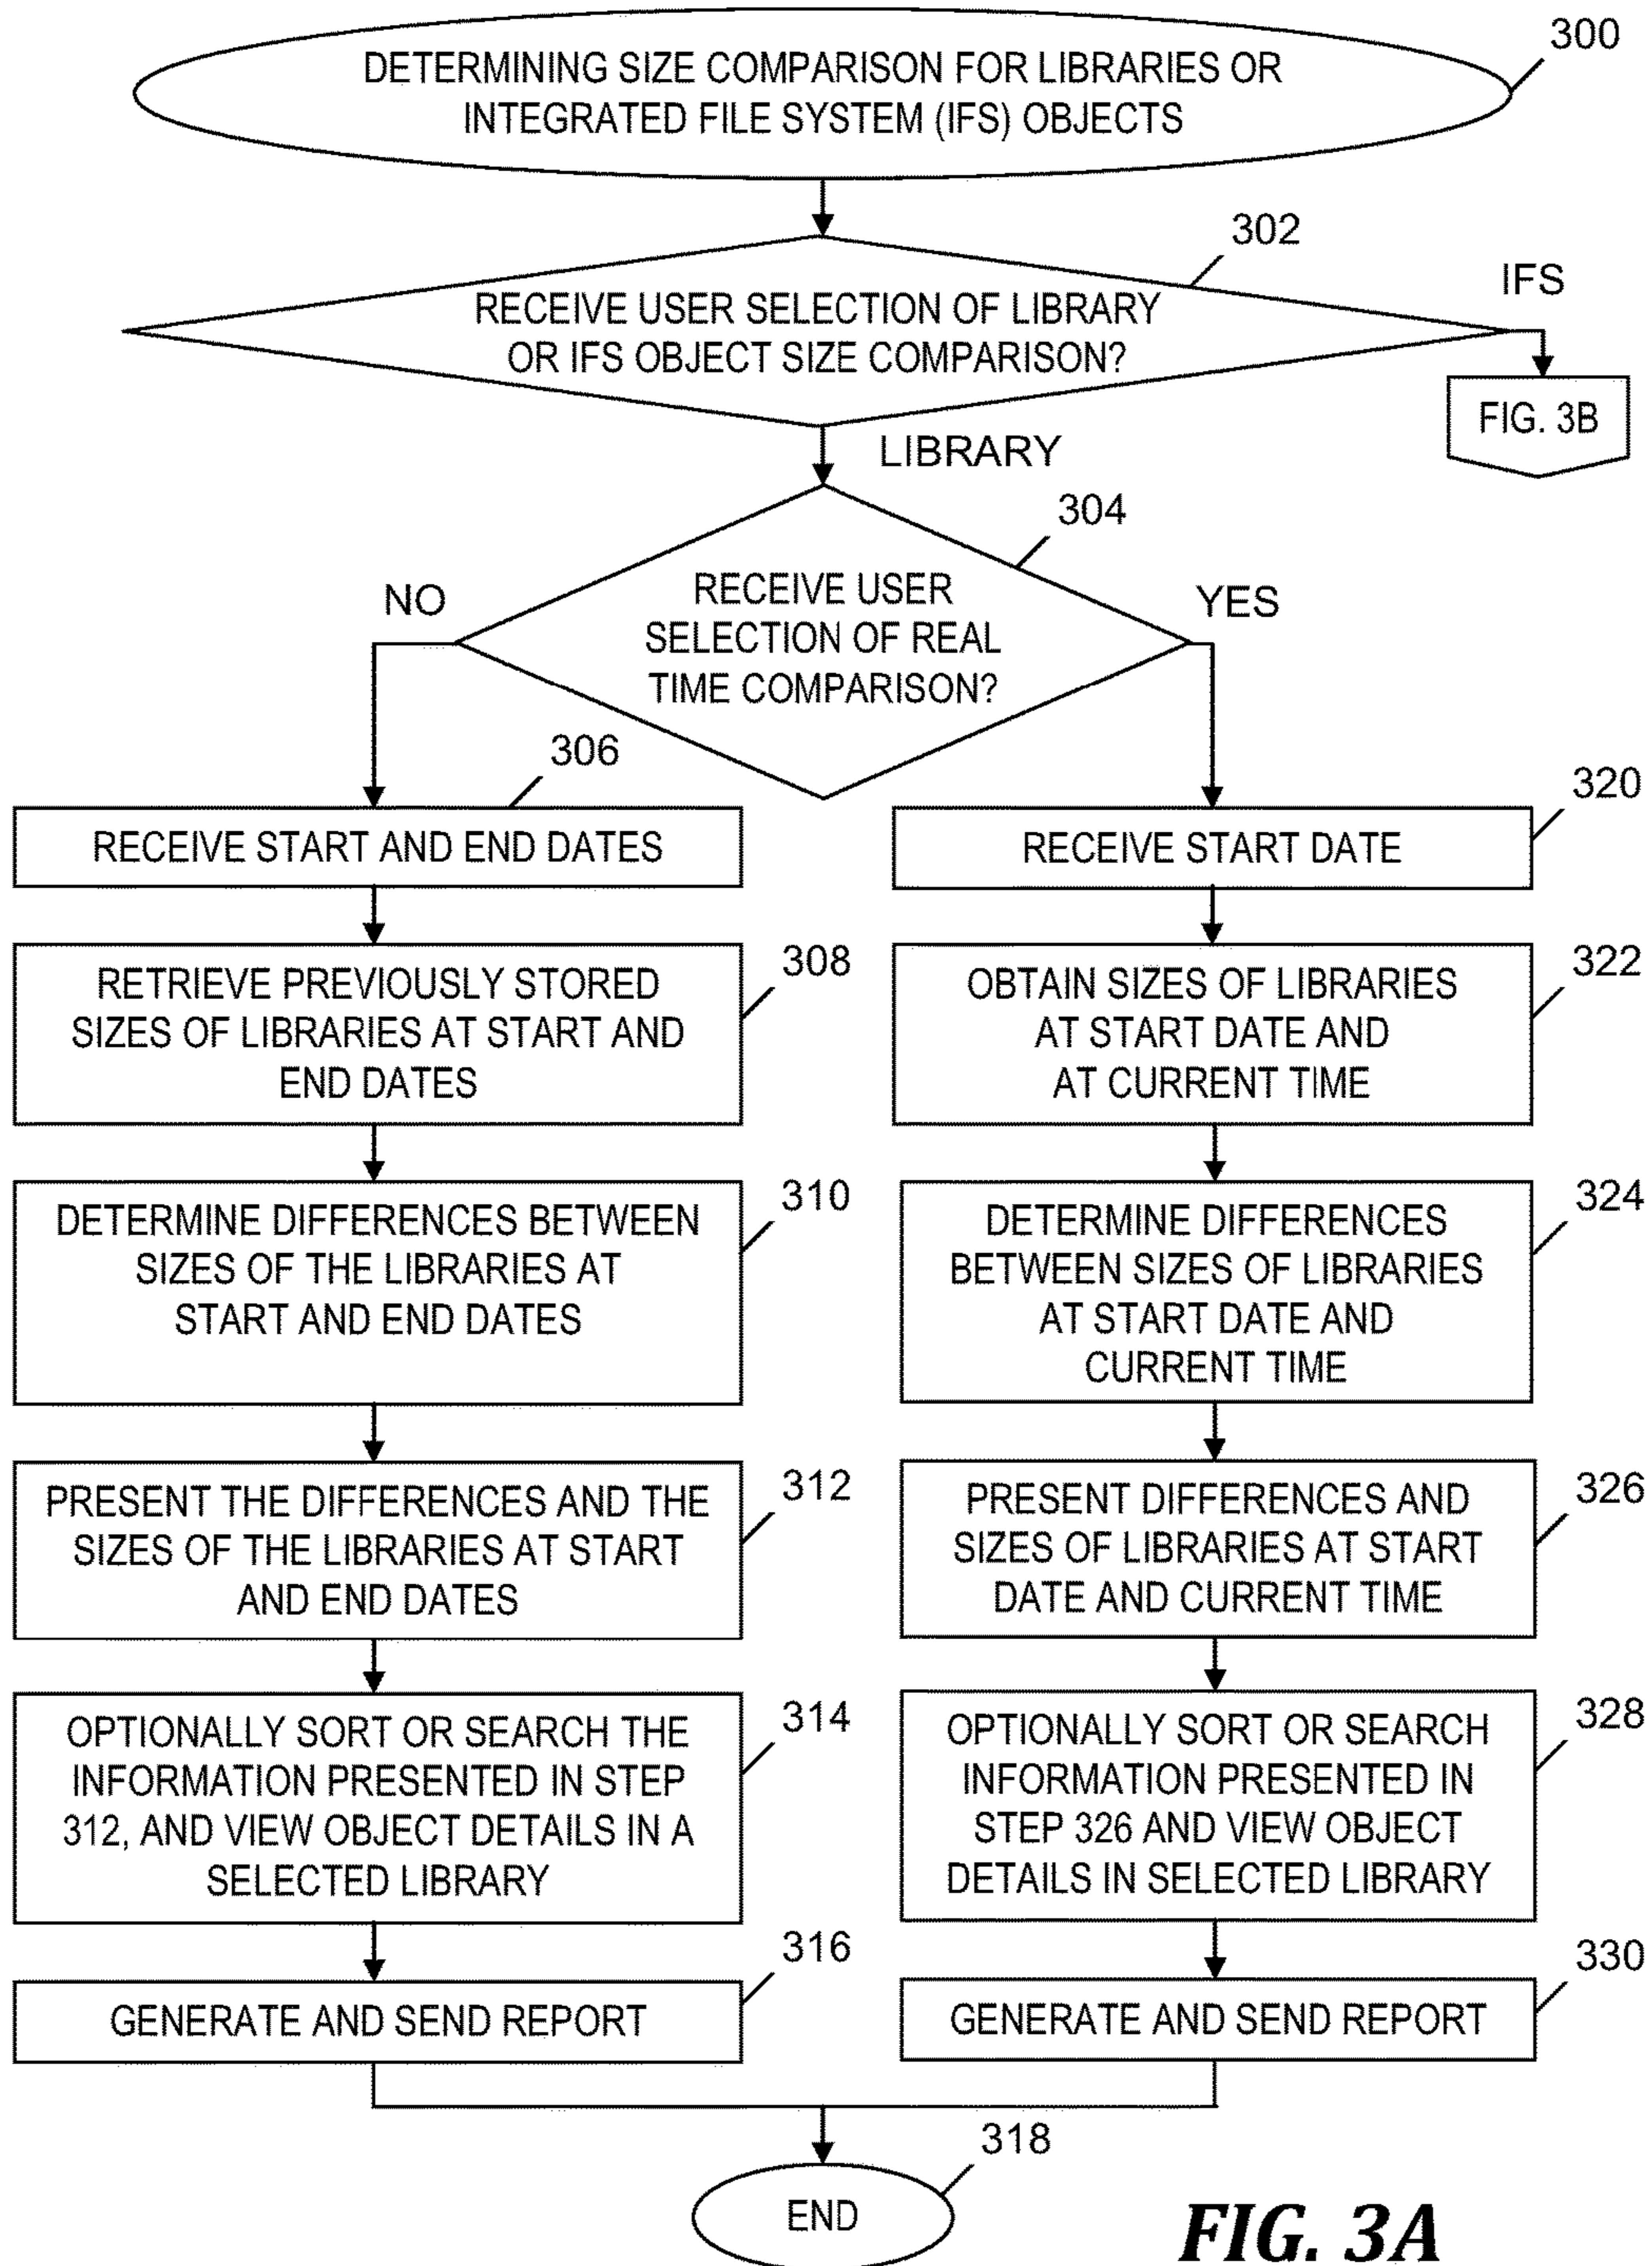 300
DETERMINING SIZE COMPARISON FOR LIBRARIES OR
INTEGRATED FILE SYSTEM (IFS) OBJECTS
302
IFS
RECEIVE USER SELECTION OF LIBRARY
OR IFS OBJECT SIZE COMPARISON?
FIG. 3B
LIBRARY
304
NO
YES
RECEIVE USER
SELECTION OF REAL
TIME COMPARISON?
306
RECEIVE START AND END DATES
308
RETRIEVE PREVIOUSLY STORED
SIZES OF LIBRARIES AT START AND
END DATES
310
DETERMINE DIFFERENCES BETWEEN
SIZES OF THE LIBRARIES AT
START AND END DATES
312
PRESENT THE DIFFERENCES AND THE
SIZES OF THE LIBRARIES AT START
AND END DATES
314
OPTIONALLY SORT OR SEARCH THE
INFORMATION PRESENTED IN STEP
312, AND VIEW OBJECT DETAILS IN A
SELECTED LIBRARY
316
GENERATE AND SEND REPORT
320
RECEIVE START DATE
322
OBTAIN SIZES OF LIBRARIES
AT START DATE AND
AT CURRENT TIME
324
DETERMINE DIFFERENCES
BETWEEN SIZES OF LIBRARIES
AT START DATE AND
CURRENT TIME
326
PRESENT DIFFERENCES AND
SIZES OF LIBRARIES AT START
DATE AND CURRENT TIME
328
OPTIONALLY SORT OR SEARCH
INFORMATION PRESENTED IN
STEP 326 AND VIEW OBJECT
DETAILS IN SELECTED LIBRARY
330
GENERATE AND SEND REPORT
318
END
FIG. 3A